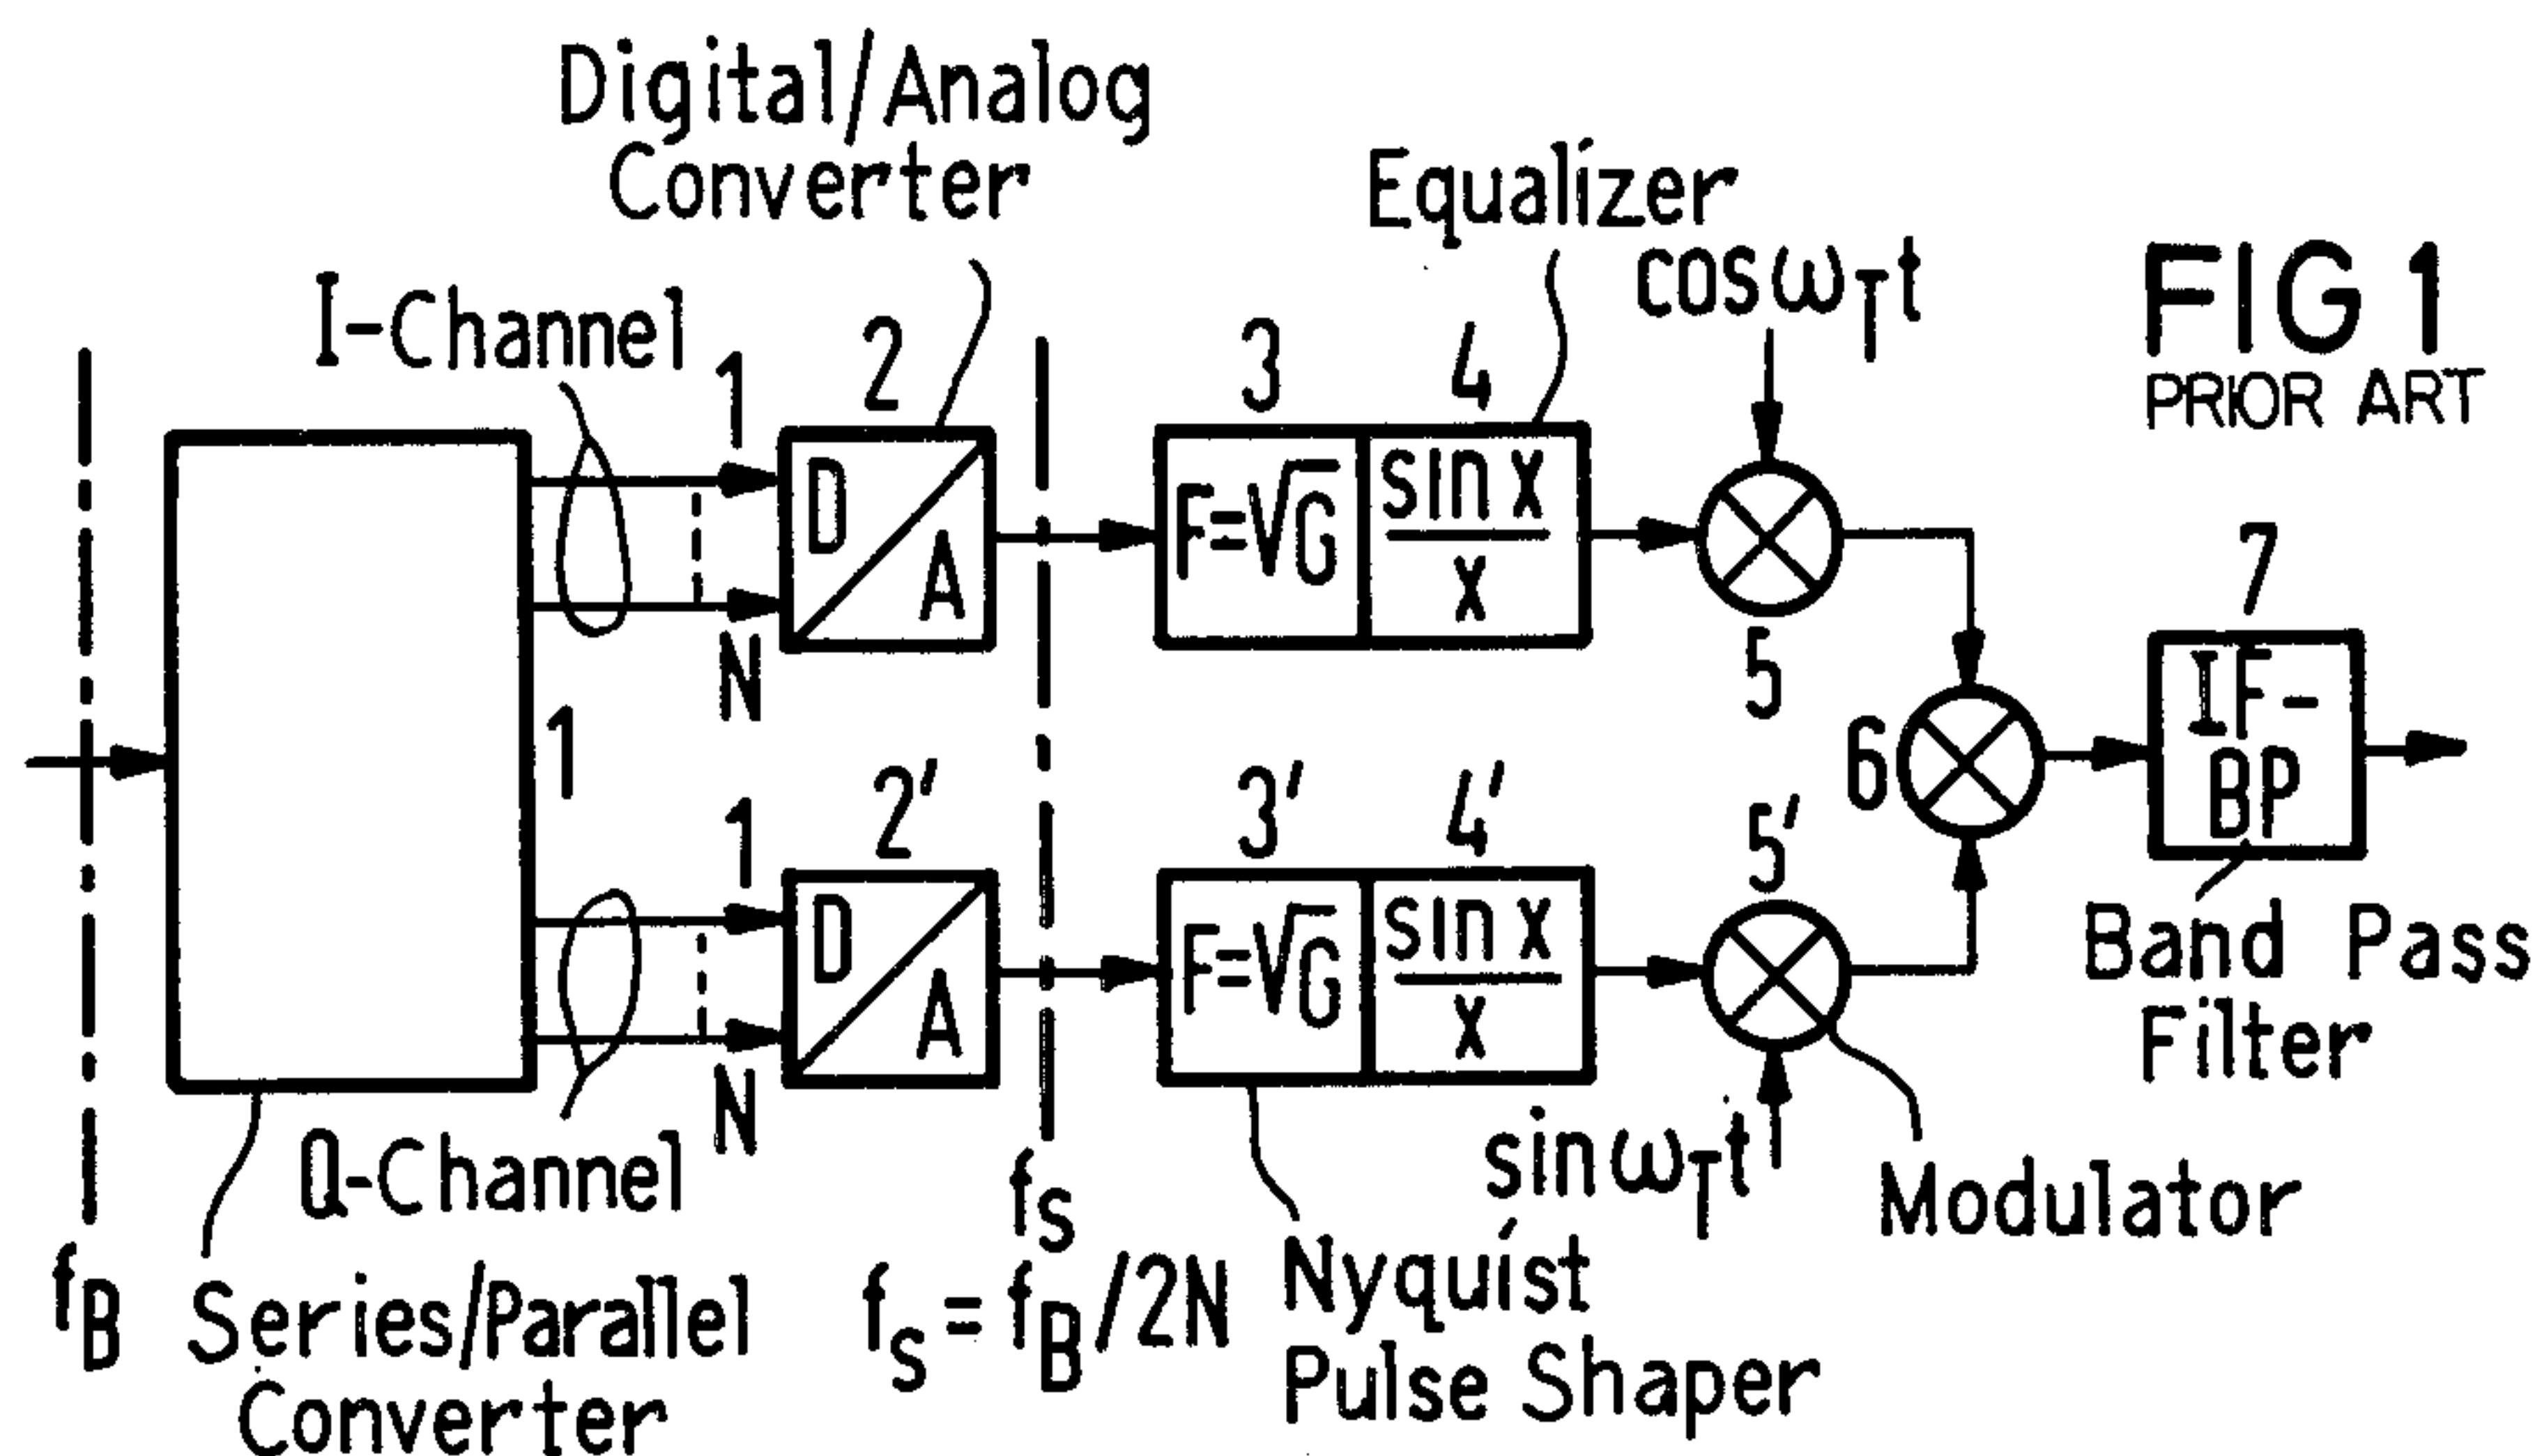 Digital/Analog
Converter
Equalizer
cos ω_T t
FIG 1
PRIOR ART
I-Channel
1
2
3
4
D
A
F=√G
sin x
x
N
5
1
6
7
IF-
BP
Band Pass
Filter
1
2'
3'
4'
5'
D
A
F=√G
sin x
x
N
Q-Channel
sin ω_T t
Modulator
f_B
f_S
Series/Parallel
Converter
f_S = f_B/2N
Nyquist
Pulse Shaper